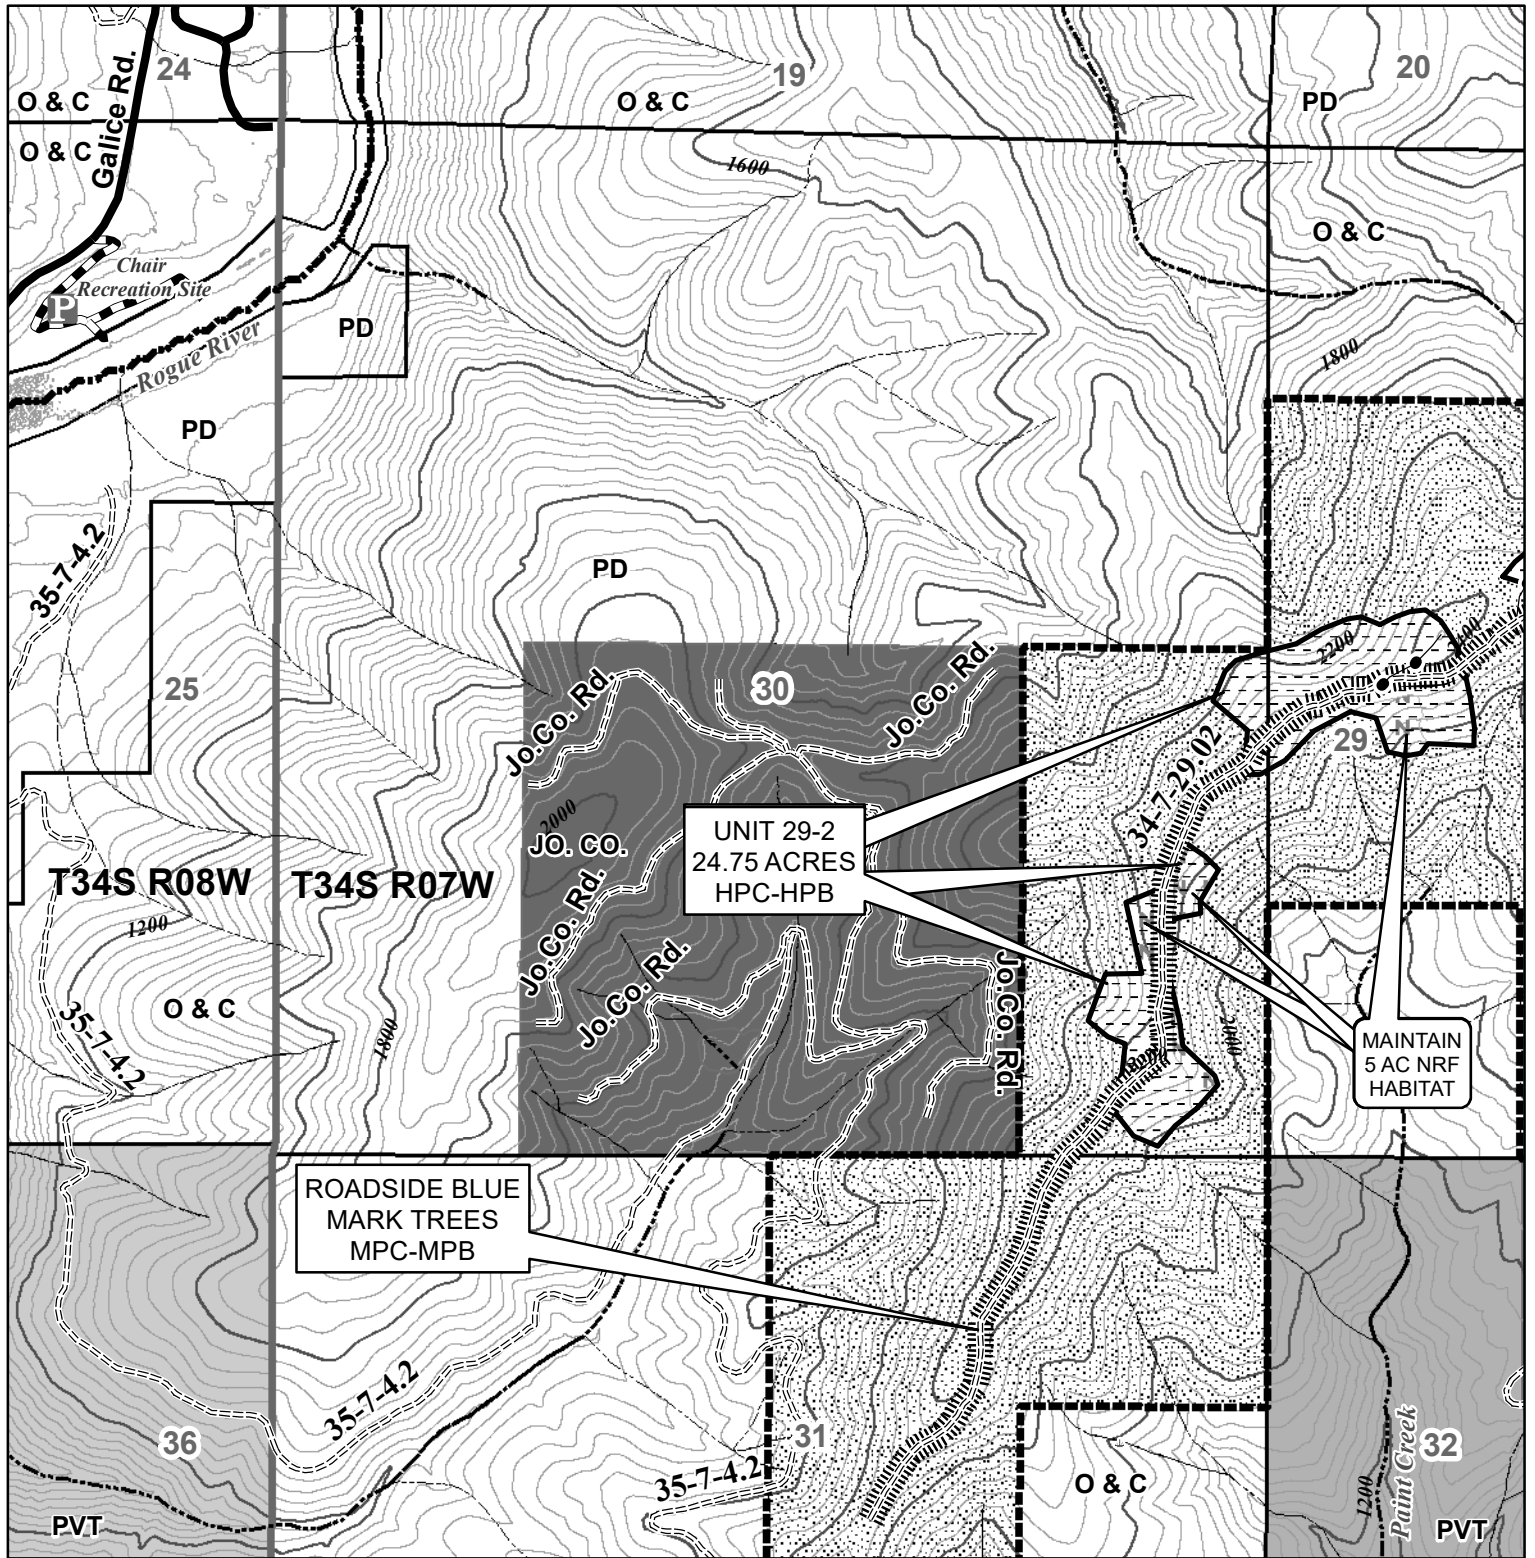 24
19
20
O & C
O & C
PD
O & C
Galice Rd.
1600
O & C
Chair
Recreation Site
P
PD
Rogue River
1800
PD
35-7-4.2
PD
2200
25
30
Jo.Co. Rd.
Jo.Co. Rd.
29
34-7-29.02
2000
JO. CO.
UNIT 29-2
24.75 ACRES
HPC-HPB
T34S R08W
T34S R07W
1200
Jo.Co. Rd.
Jo.Co. Rd.
Jo.Co. Rd.
O & C
35-7-4.2
1800
2000
MAINTAIN
5 AC NRF
HABITAT
ROADSIDE BLUE
MARK TREES
MPC-MPB
35-7-4.2
36
31
32
35-7-4.2
O & C
1200
Paint Creek
PVT
PVT